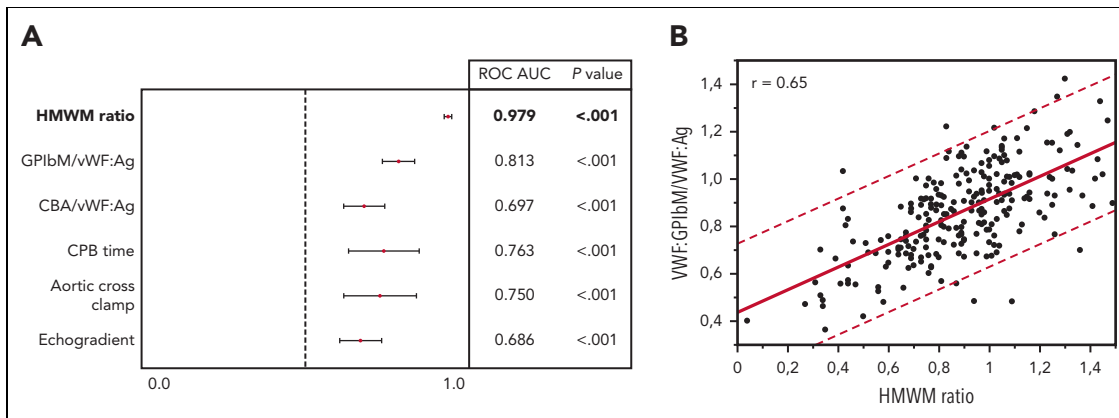 A
ROC AUC P value
HMWM ratio 0.979 <.001
GPIbM/vWF:Ag 0.813 <.001
CBA/vWF:Ag 0.697 <.001
CPB time 0.763 <.001
Aortic cross
clamp 0.750 <.001
Echogradient 0.686 <.001
0.0 1.0
B
r = 0.65
1,4
1,2
1,0
0,8
0,6
0,4
VWF:GPIbM/VWF:Ag
0 0,6 0,4 0,6 0,8 1 1,2 1,4
HMWM ratio